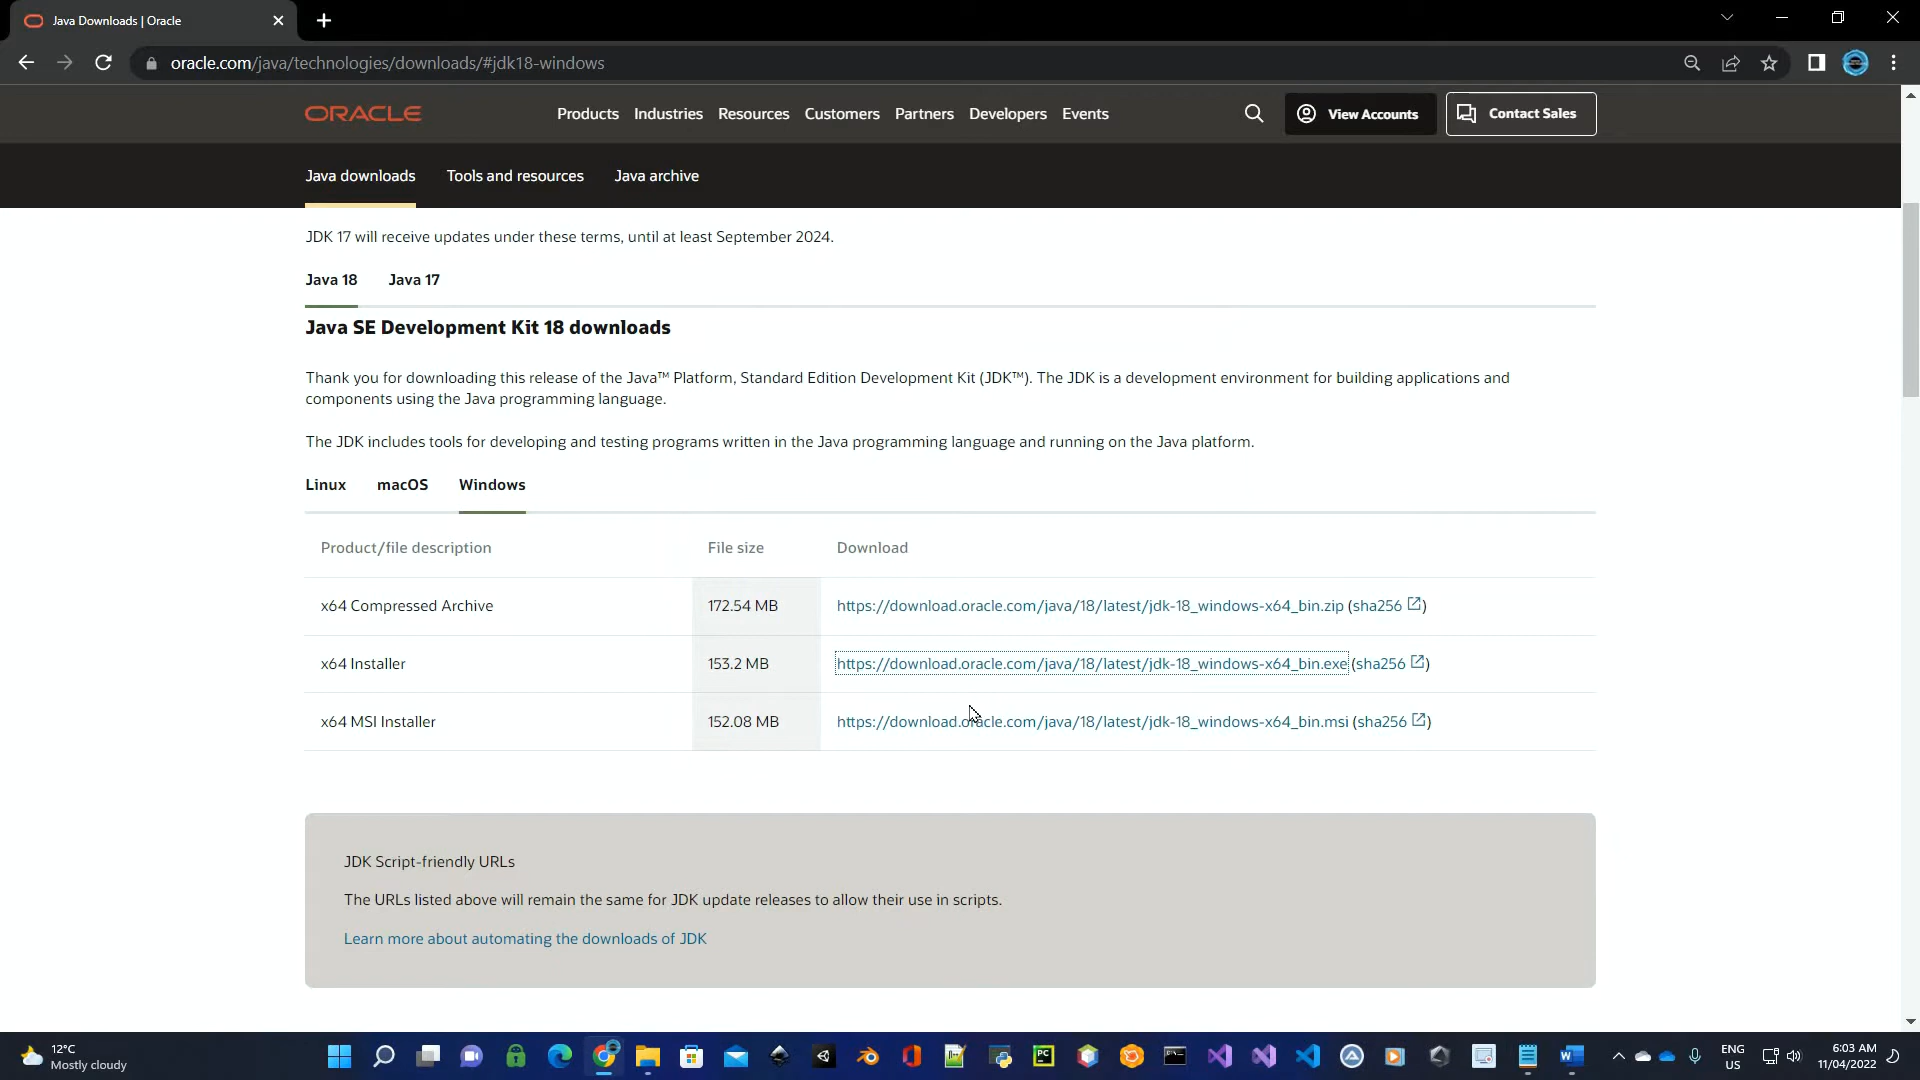 Java Downloads | Oracle
oracle.com/java/technologies/downloads/#jdk18-windows
ORACLE
Products Industries Resources Customers Partners Developers Events
View Accounts
Contact Sales
Java downloads Tools and resources Java archive
JDK 17 will receive updates under these terms, until at least September 2024.
Java 18 Java 17
Java SE Development Kit 18 downloads
Thank you for downloading this release of the Java™ Platform, Standard Edition Development Kit (JDK™). The JDK is a development environment for building applications and
components using the Java programming language.
The JDK includes tools for developing and testing programs written in the Java programming language and running on the Java platform.
Linux macOS Windows
Product/file description File size Download
x64 Compressed Archive 172.54 MB https://download.oracle.com/java/18/latest/jdk-18_windows-x64_bin.zip (sha256)
x64 Installer 153.2 MB https://download.oracle.com/java/18/latest/jdk-18_windows-x64_bin.exe (sha256)
x64 MSI Installer 152.08 MB https://download.oracle.com/java/18/latest/jdk-18_windows-x64_bin.msi (sha256)
JDK Script-friendly URLs
The URLs listed above will remain the same for JDK update releases to allow their use in scripts.
Learn more about automating the downloads of JDK
12°C
Mostly cloudy
PC
ENG
US
6:03 AM
11/04/2022